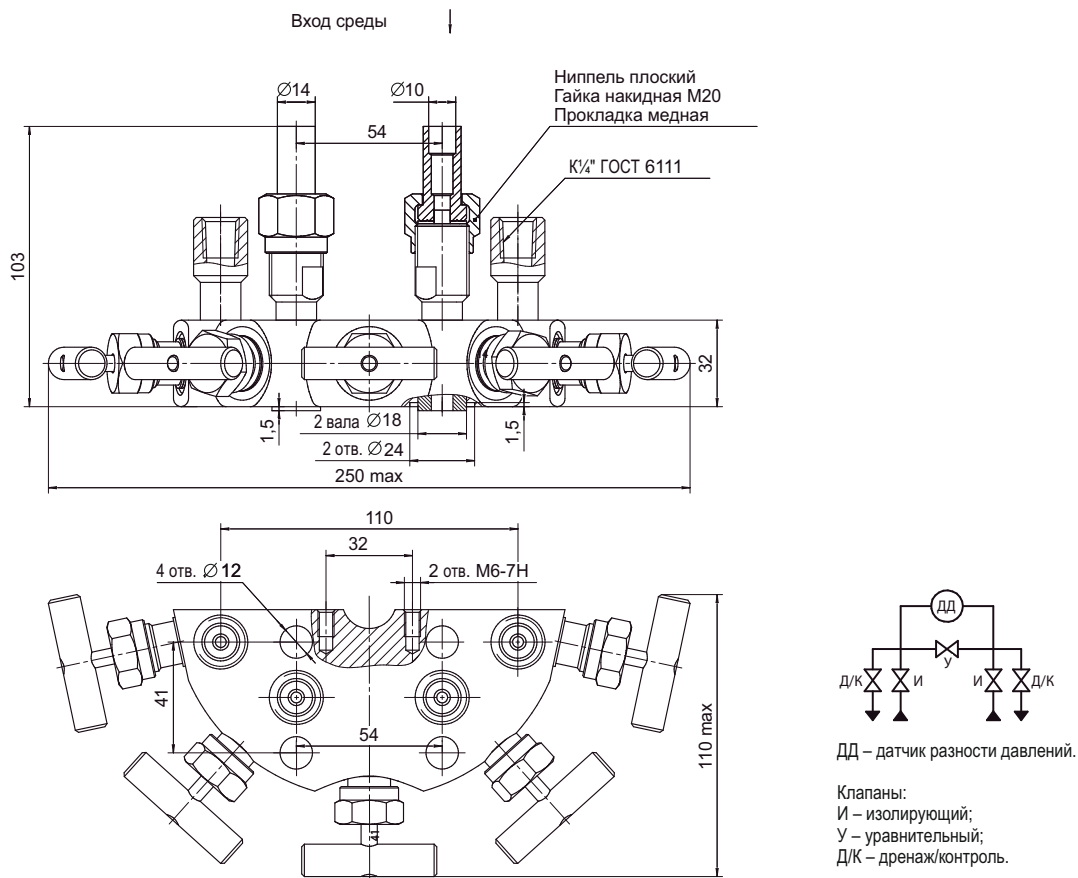 Вход среды
∅14
∅10
54
Ниппель плоский
Гайка накидная М20
Прокладка медная
К¼" ГОСТ 6111
103
32
1,5
2 вала ∅18
1,5
2 отв. ∅24
250 max
110
32
4 отв. ∅12
2 отв. М6-7Н
41
54
110 max
ДД
У
Д/К
И
И
Д/К
ДД – датчик разности давлений.
Клапаны:
И – изолирующий;
У – уравнительный;
Д/К – дренаж/контроль.